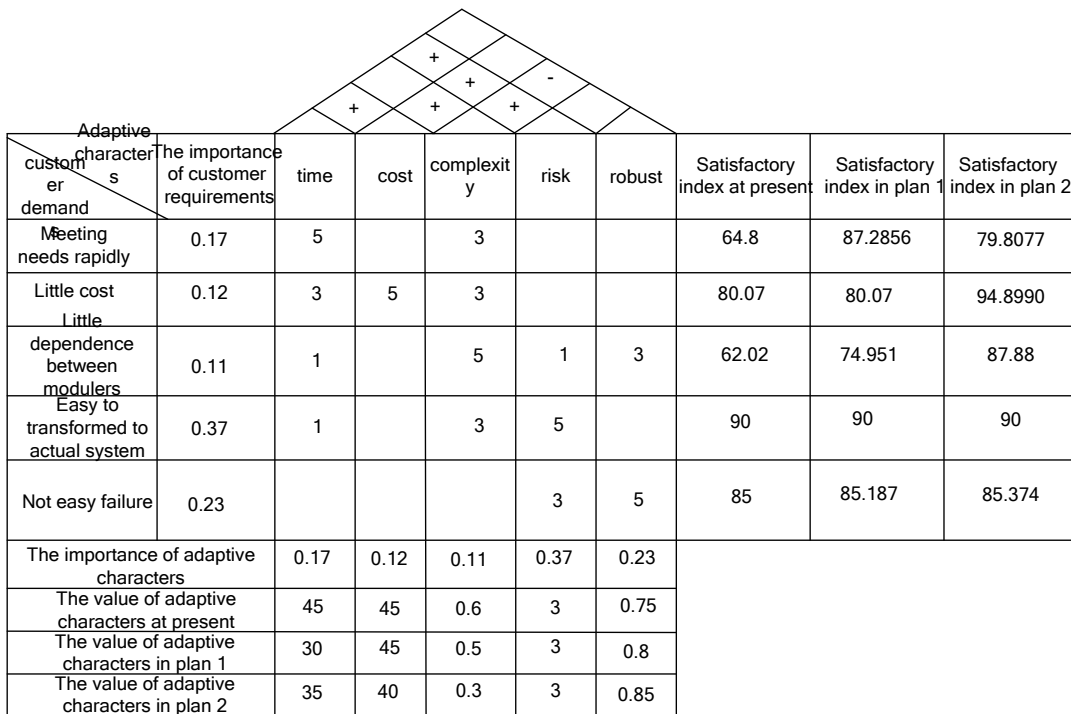 +
+ -
+ + +
Adaptive
characters
customer
demands
The importance
of customer
requirements
time
cost
complexit
y
risk
robust
Satisfactory
index at present
Satisfactory
index in plan 1
Satisfactory
index in plan 2
Meeting
needs rapidly
0.17
5
3
64.8
87.2856
79.8077
Little cost
0.12
3
5
3
80.07
80.07
94.8990
Little
dependence
between
modulers
0.11
1
5
1
3
62.02
74.951
87.88
Easy to
transformed to
actual system
0.37
1
3
5
90
90
90
Not easy failure
0.23
3
5
85
85.187
85.374
The importance of adaptive
characters
0.17
0.12
0.11
0.37
0.23
The value of adaptive
characters at present
45
45
0.6
3
0.75
The value of adaptive
characters in plan 1
30
45
0.5
3
0.8
The value of adaptive
characters in plan 2
35
40
0.3
3
0.85